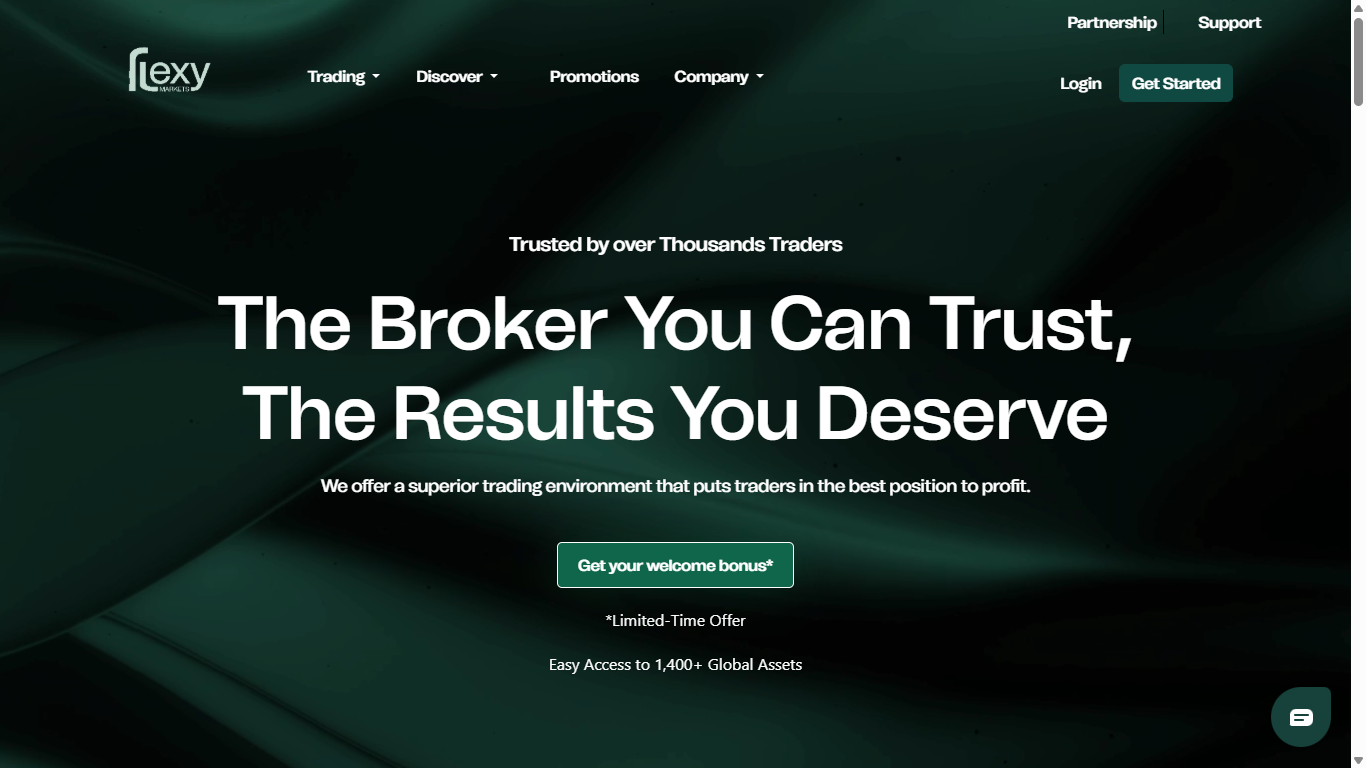 Partnership
Support
flexy
MARKETS
Trading
Discover
Promotions
Company
Login
Get Started
Trusted by over Thousands Traders
The Broker You Can Trust,
The Results You Deserve
We offer a superior trading environment that puts traders in the best position to profit.
Get your welcome bonus*
*Limited-Time Offer
Easy Access to 1,400+ Global Assets